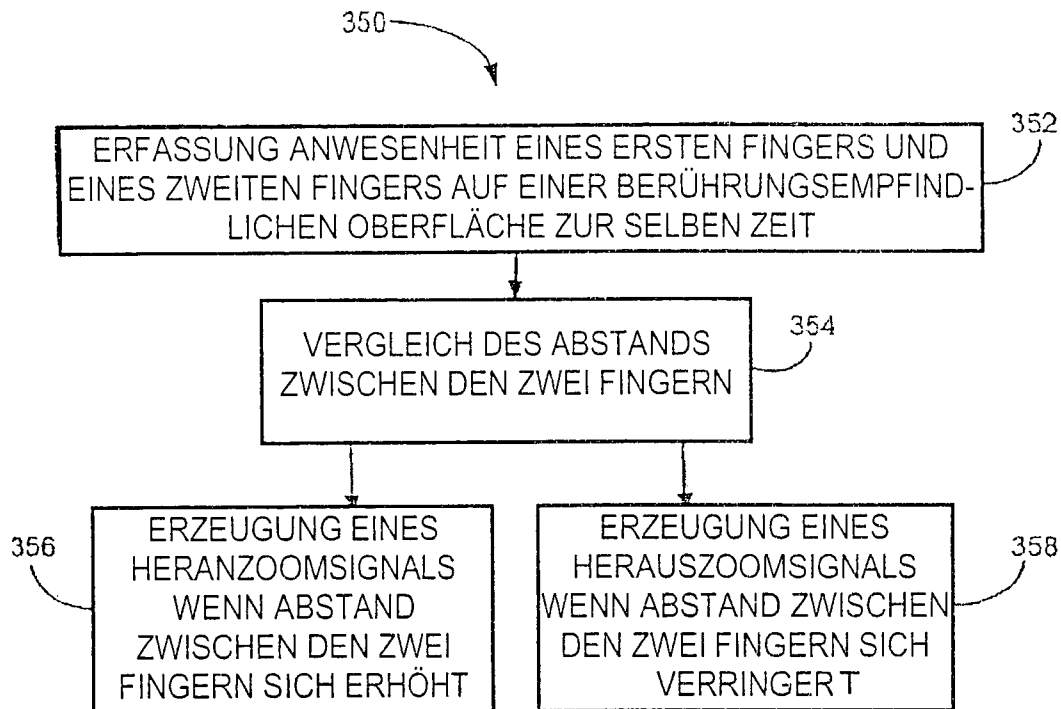 350
352
ERFASSUNG ANWESENHEIT EINES ERSTEN FINGERS UND
EINES ZWEITEN FINGERS AUF EINER BERÜHRUNGSEMPFIND-
LICHEN OBERFLÄCHE ZUR SELBEN ZEIT
354
VERGLEICH DES ABSTANDS
ZWISCHEN DEN ZWEI FINGERN
356
ERZEUGUNG EINES
HERANZOOMSIGNALS
WENN ABSTAND
ZWISCHEN DEN ZWEI
FINGERN SICH ERHÖHT
358
ERZEUGUNG EINES
HERAUSZOOMSIGNALS
WENN ABSTAND ZWISCHEN
DEN ZWEI FINGERN SICH
VERRINGERT